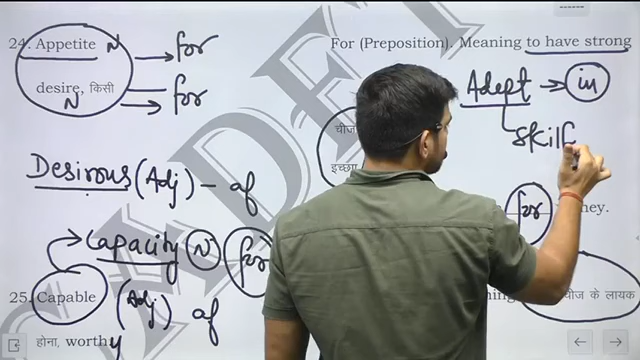 24. Appetite N → for
For (Preposition). Meaning to have strong
desire, किसी → for
N
Adept → in
चीज
Skilf
इच्छा
Desirous (Adj) - of
for
ney.
Capacity N for
25. Capable (Adj) of
चीज के लायक
होना, worthy